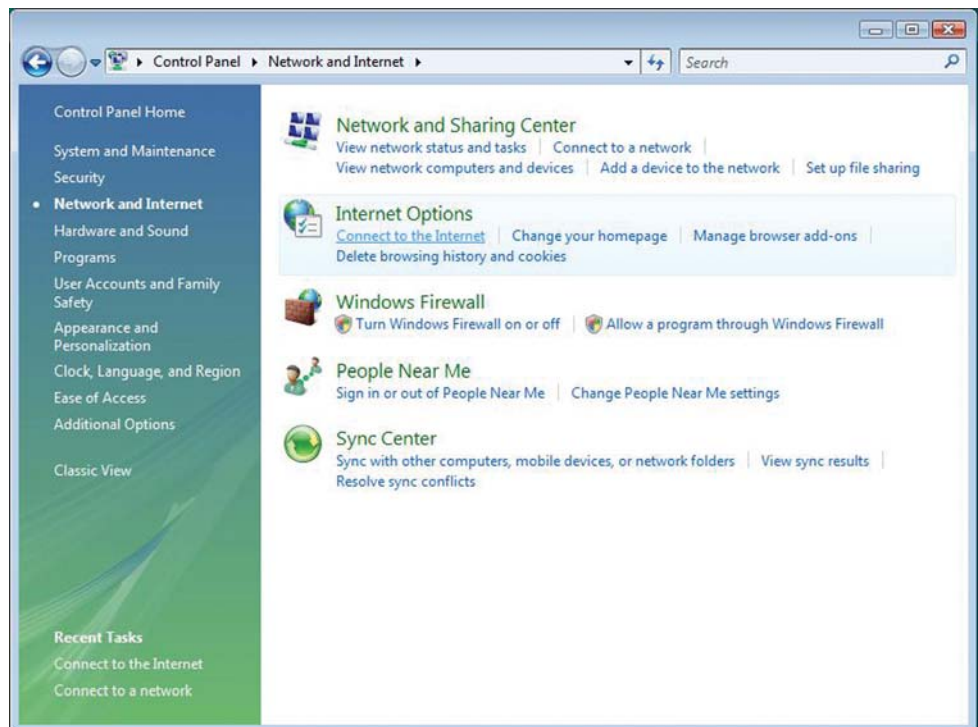 Control Panel Network and Internet
Search
Control Panel Home
System and Maintenance
Security
Network and Internet
Hardware and Sound
Programs
User Accounts and Family
Safety
Appearance and
Personalization
Clock, Language, and Region
Ease of Access
Additional Options
Classic View
Recent Tasks
Connect to the Internet
Connect to a network
Network and Sharing Center
View network status and tasks Connect to a network
View network computers and devices Add a device to the network Set up file sharing
Internet Options
Connect to the Internet Change your homepage Manage browser add-ons
Delete browsing history and cookies
Windows Firewall
Turn Windows Firewall on or off Allow a program through Windows Firewall
People Near Me
Sign in or out of People Near Me Change People Near Me settings
Sync Center
Sync with other computers, mobile devices, or network folders View sync results
Resolve sync conflicts